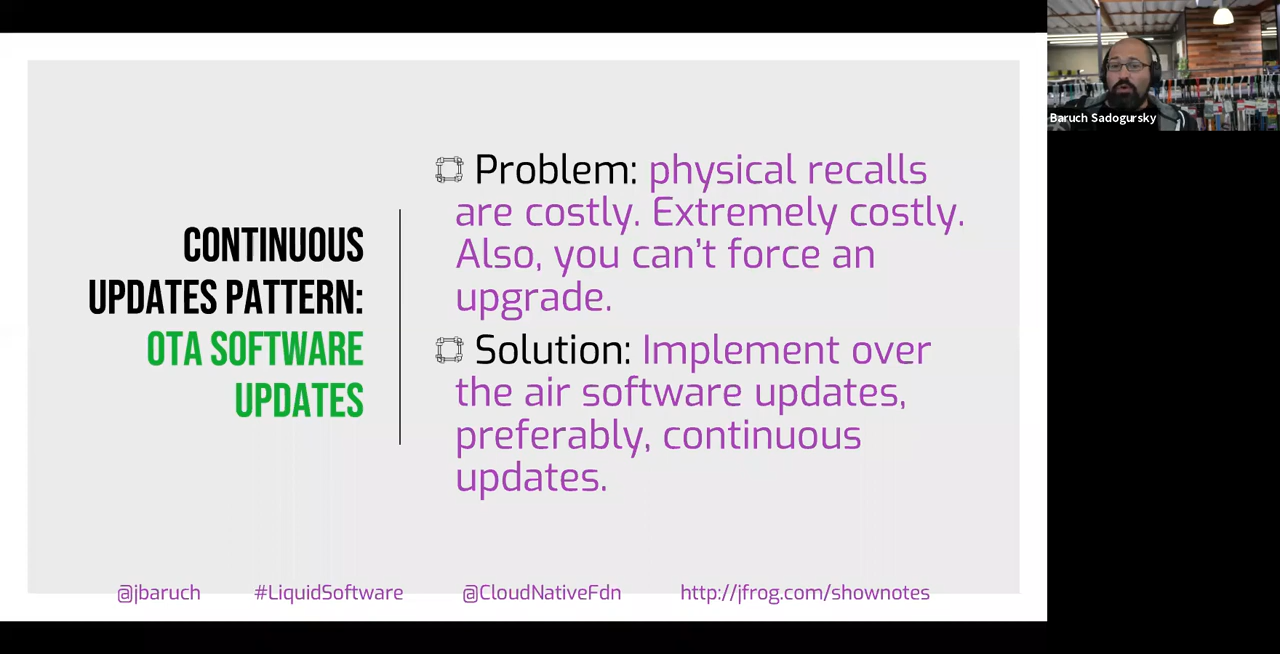 CONTINUOUS
UPDATES PATTERN:
OTA SOFTWARE
UPDATES
Problem: physical recalls
are costly. Extremely costly.
Also, you can’t force an
upgrade.
Solution: Implement over
the air software updates,
preferably, continuous
updates.
@jbaruch #LiquidSoftware @CloudNativeFdn http://jfrog.com/shownotes
Baruch Sadogursky